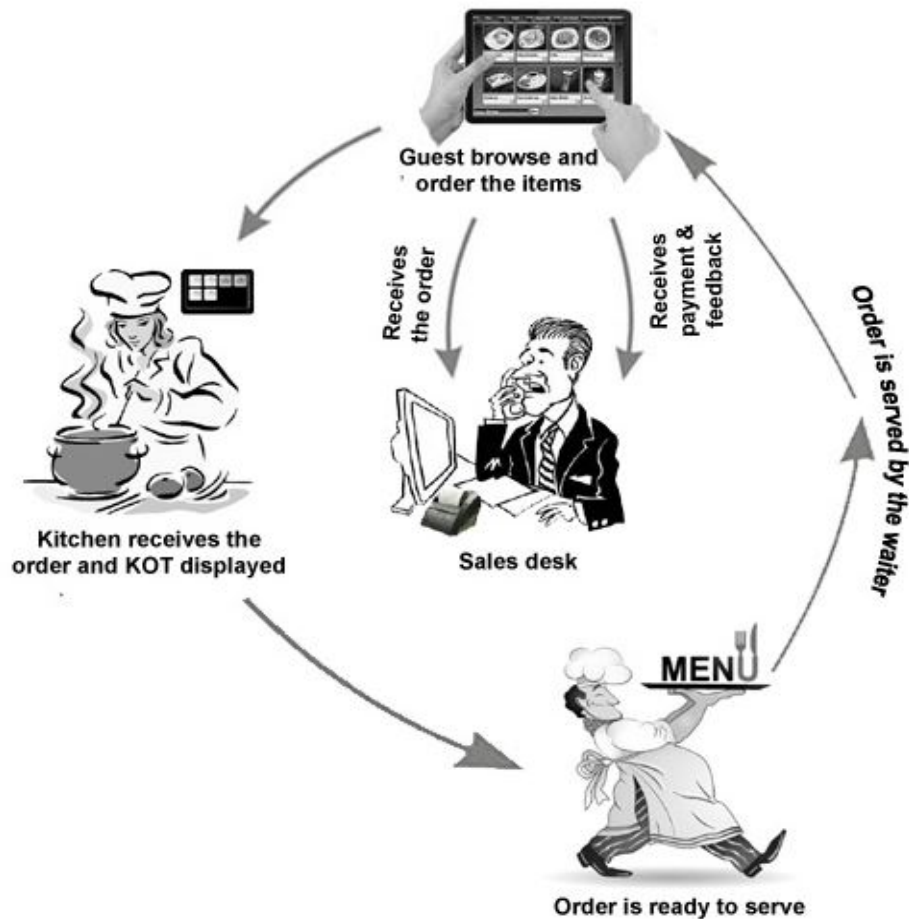 Guest browse and
order the items
Receives
the order
Receives
payment &
feedback
Order is served by the waiter
Kitchen receives the
order and KOT displayed
Sales desk
MENU
Order is ready to serve